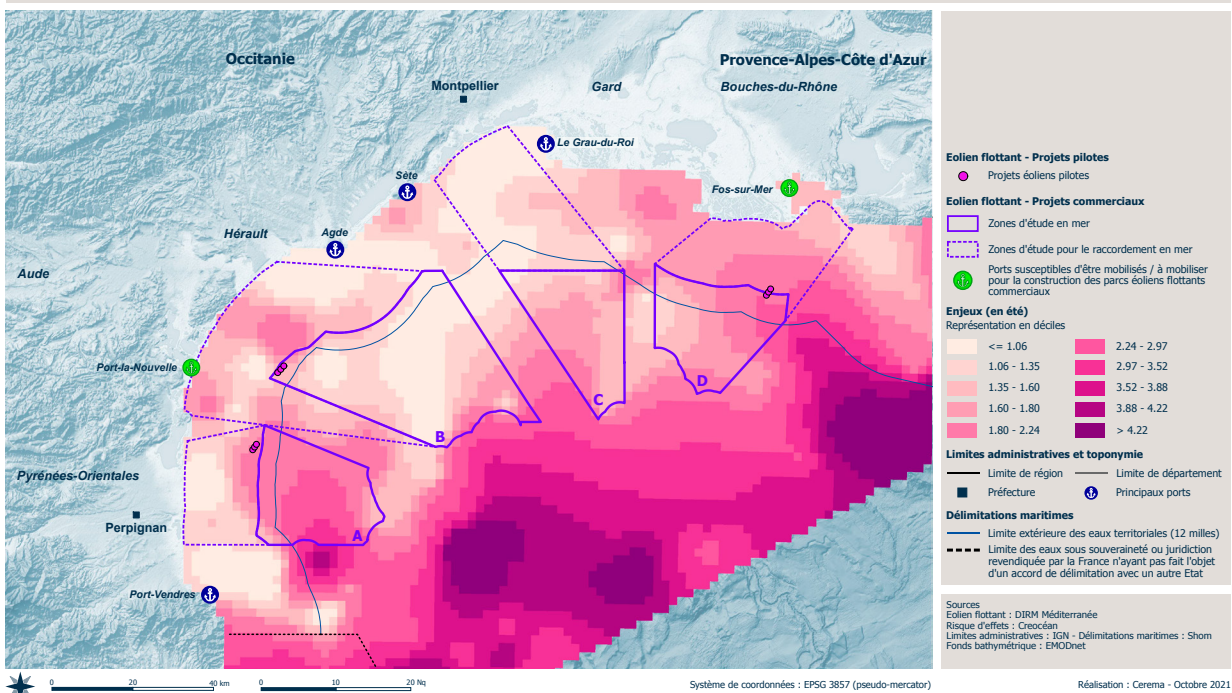 Occitanie
Provence-Alpes-Côte d'Azur
Montpellier
Gard
Bouches-du-Rhône
Le Grau-du-Roi
Sète
Fos-sur-Mer
Agde
Hérault
Aude
Port-la-Nouvelle
B
C
D
Pyrénées-Orientales
Perpignan
A
Port-Vendres
Eolien flottant - Projets pilotes
Projets éoliens pilotes
Eolien flottant - Projets commerciaux
Zones d'étude en mer
Zones d'étude pour le raccordement en mer
Ports susceptibles d'être mobilisés / à mobiliser
pour la construction des parcs éoliens flottants
commerciaux
Enjeux (en été)
Représentation en déciles
<= 1.06
2.24 - 2.97
1.06 - 1.35
2.97 - 3.52
1.35 - 1.60
3.52 - 3.88
1.60 - 1.80
3.88 - 4.22
1.80 - 2.24
> 4.22
Limites administratives et toponymie
Limite de région
Limite de département
Préfecture
Principaux ports
Délimitations maritimes
Limite extérieure des eaux territoriales (12 milles)
Limite des eaux sous souveraineté ou juridiction
revendiquée par la France n'ayant pas fait l'objet
d'un accord de délimitation avec un autre Etat
Sources
Eolien flottant : DIRM Méditerranée
Risque d'effets : Creocéan
Limites administratives : IGN - Délimitations maritimes : Shom
Fonds bathymétrique : EMODnet
0 20 40 km
0 10 20 Nq
Système de coordonnées : EPSG 3857 (pseudo-mercator)
Réalisation : Cerema - Octobre 2021